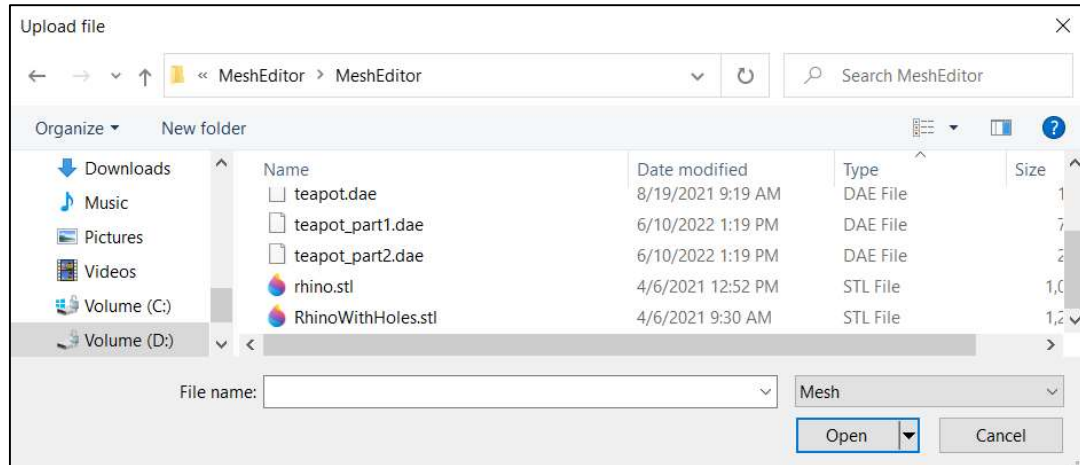 Upload file
« MeshEditor > MeshEditor
Search MeshEditor
Organize
New folder
Downloads
Music
Pictures
Videos
Volume (C:)
Volume (D:)
Name Date modified Type Size
teapot.dae 8/19/2021 9:19 AM DAE File
teapot_part1.dae 6/10/2022 1:19 PM DAE File
teapot_part2.dae 6/10/2022 1:19 PM DAE File
rhino.stl 4/6/2021 12:52 PM STL File
RhinoWithHoles.stl 4/6/2021 9:30 AM STL File
File name:
Mesh
Open
Cancel